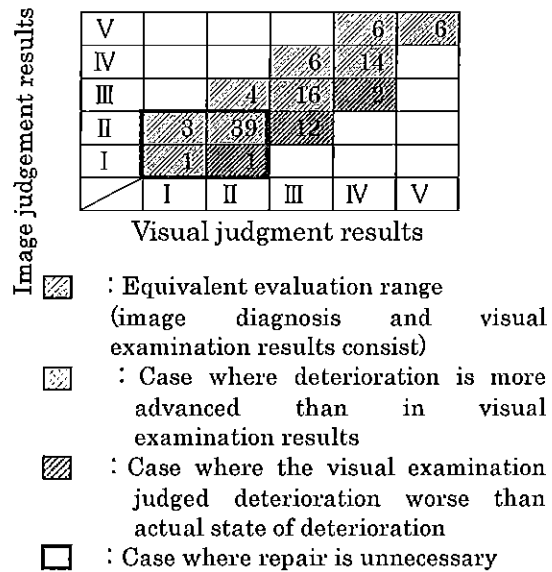 Image judgement results
Ⅴ 6 6
Ⅳ 6 14
Ⅲ 4 16 2
Ⅱ 3 39 12
Ⅰ 1 1
Ⅰ Ⅱ Ⅲ Ⅳ Ⅴ
Visual judgment results
: Equivalent evaluation range
(image diagnosis and visual
examination results consist)
: Case where deterioration is more
advanced than in visual
examination results
: Case where the visual examination
judged deterioration worse than
actual state of deterioration
: Case where repair is unnecessary